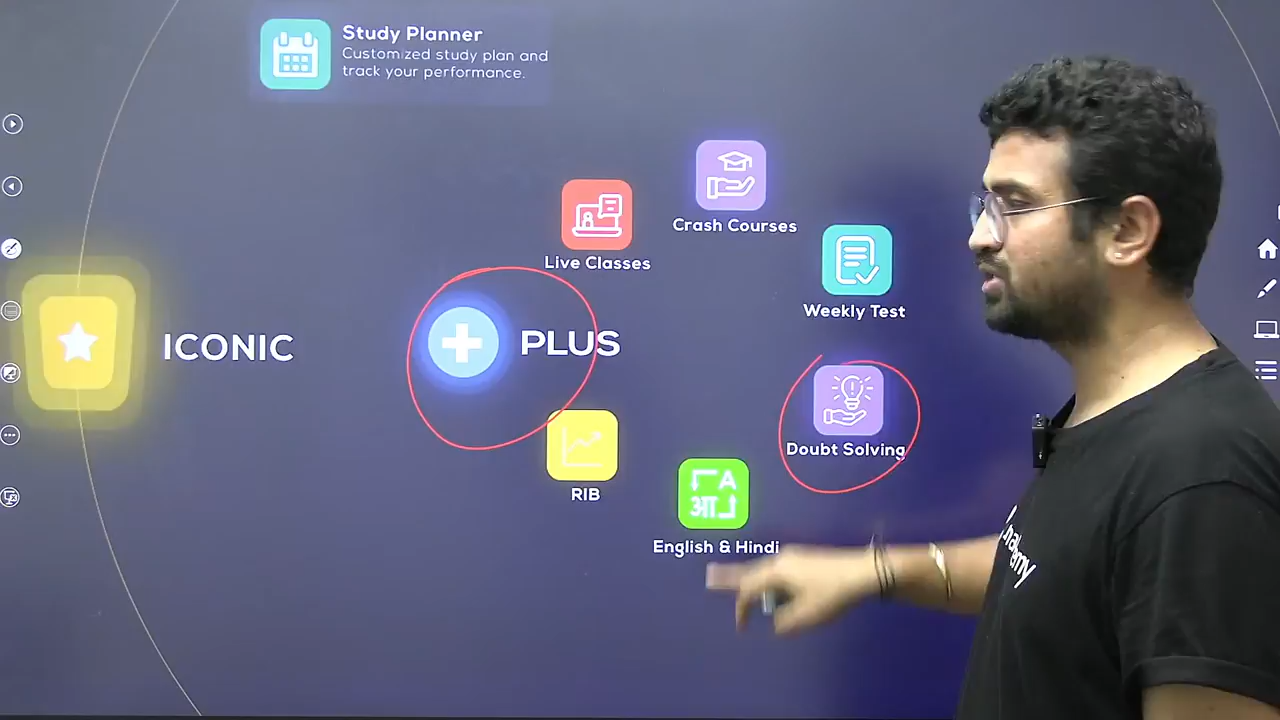 Study Planner
Customized study plan and
track your performance.
Crash Courses
Live Classes
Weekly Test
ICONIC
PLUS
Doubt Solving
RIB
A
अ
English & Hindi